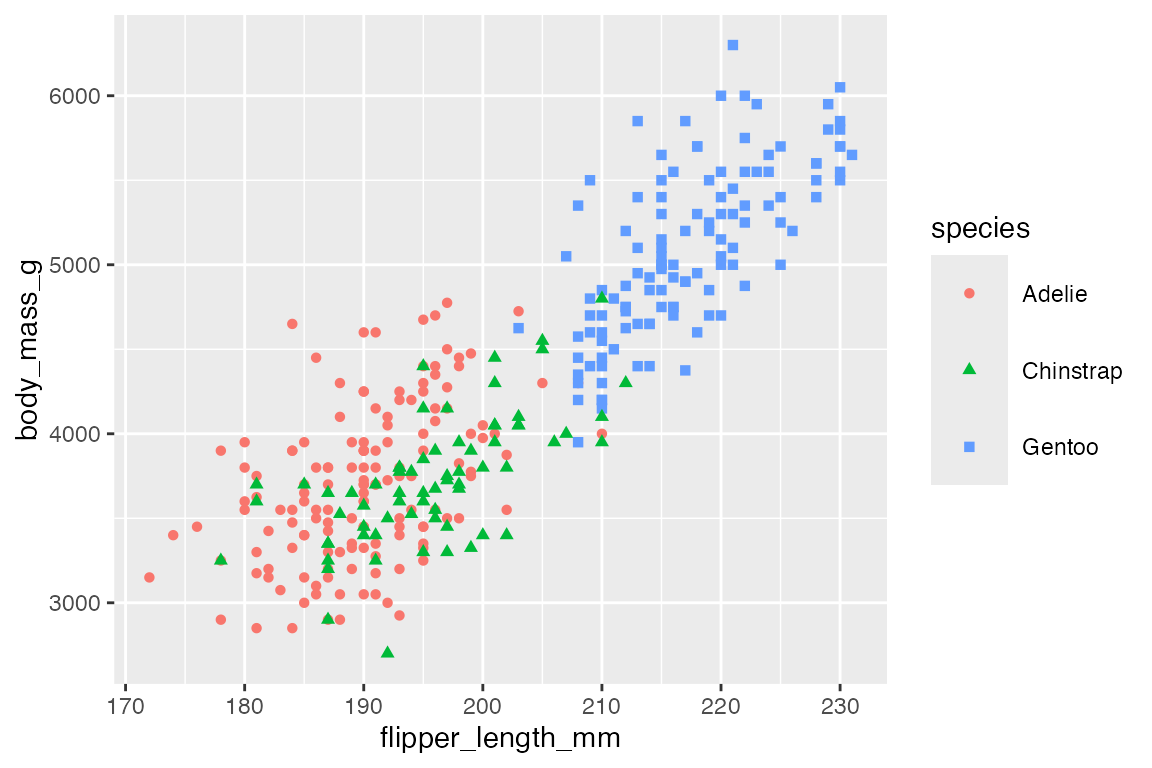 6000
5000
4000
3000
body_mass_g
170 180 190 200 210 220 230
flipper_length_mm
species
Adelie
Chinstrap
Gentoo